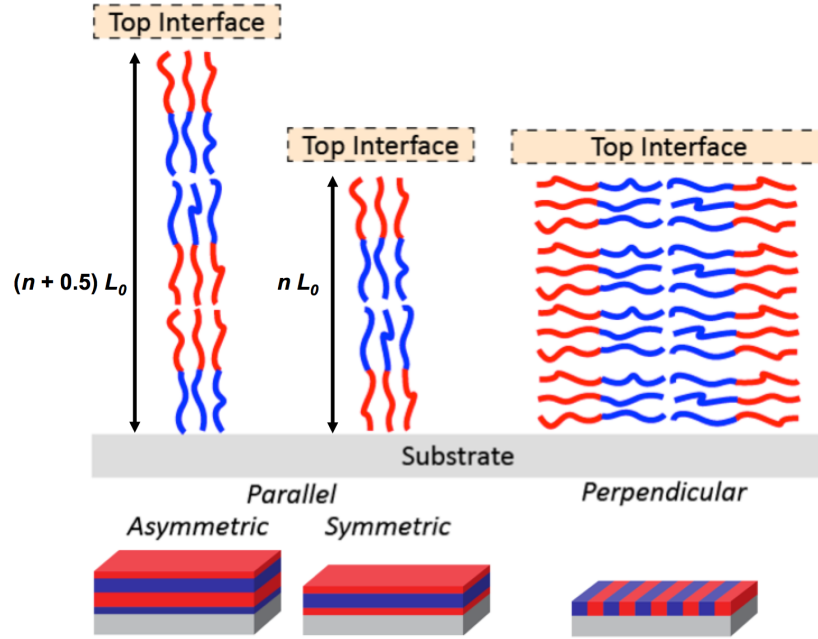 Top Interface
Top Interface
Top Interface
(n + 0.5) L0
n L0
Substrate
Parallel
Perpendicular
Asymmetric
Symmetric